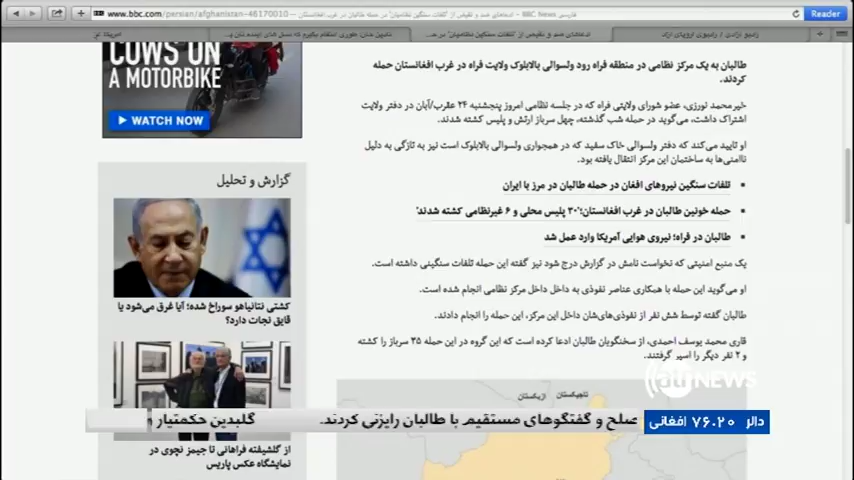 www.bbc.com/persian/afghanistan-46170010
Reader
COWS ON
A MOTORBIKE
WATCH NOW
طالبان به یک مرکز نظامی در منطقه فراه رود ولسوالی بالابلوک ولایت فراه در غرب افغانستان حمله
کردند.
خیرمحمد نورزی، عضو شورای ولایتی فراه که در جلسه نظامی امروز پنجشنبه ۲۴ عقرب/آبان در دفتر ولایت
اشتراک داشت، می‌گوید در حمله شب گذشته، چهل سرباز ارتش و پلیس کشته شدند.
او تایید می‌کند که دفتر ولسوالی خاک سفید که در همجواری ولسوالی بالابلوک است نیز به تازگی به دلیل
ناامنی‌ها به ساختمان این مرکز انتقال یافته بود.
تلفات سنگین نیروهای افغان در حمله طالبان در مرز با ایران
حمله خونین طالبان در غرب افغانستان؛"۳۰ پلیس محلی و ۶ غیرنظامی کشته شدند"
طالبان در فراه؛ نیروی هوایی آمریکا وارد عمل شد
یک منبع امنیتی که نخواست نامش در گزارش درج شود نیز گفته این حمله تلفات سنگینی داشته است.
او می‌گوید این حمله با همکاری عناصر نفوذی به داخل داخل مرکز نظامی انجام شده است.
طالبان گفته توسط شش نفر از نفوذی‌های‌شان داخل این مرکز، این حمله را انجام دادند.
قاری محمد یوسف احمدی، از سخنگویان طالبان ادعا کرده است که این گروه در این حمله ۴۵ سرباز را کشته
و ۲ نفر دیگر را اسیر گرفتند.
گزارش و تحلیل
کشتی نتانیاهو سوراخ شده؛ آیا غرق می‌شود یا
قایق نجات دارد؟
از گلشیفته فراهانی تا جیمز نچوی در
نمایشگاه عکس پاریس
ازبکستان
تاجیکستان
ati NEWS
دالر ۷۶.۲۰ افغانی
صلح و گفتگوهای مستقیم با طالبان رایزنی کردند.
گلبدین حکمتیار